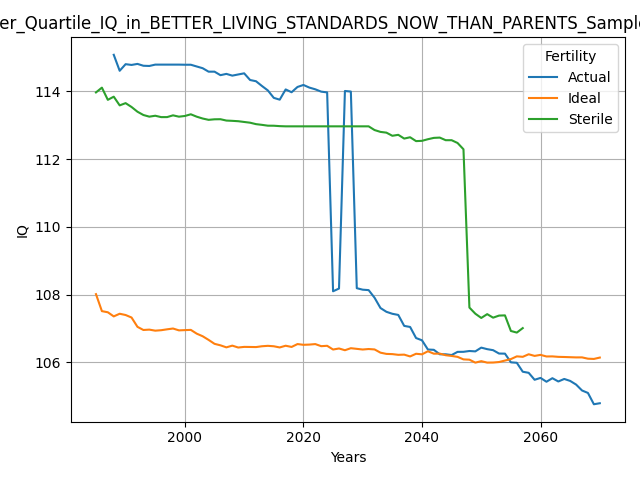 er_Quartile_IQ_in_BETTER_LIVING_STANDARDS_NOW_THAN_PARENTS_Sample
Fertility
Actual
Ideal
Sterile
IQ
114
112
110
108
106
2000
2020
2040
2060
Years